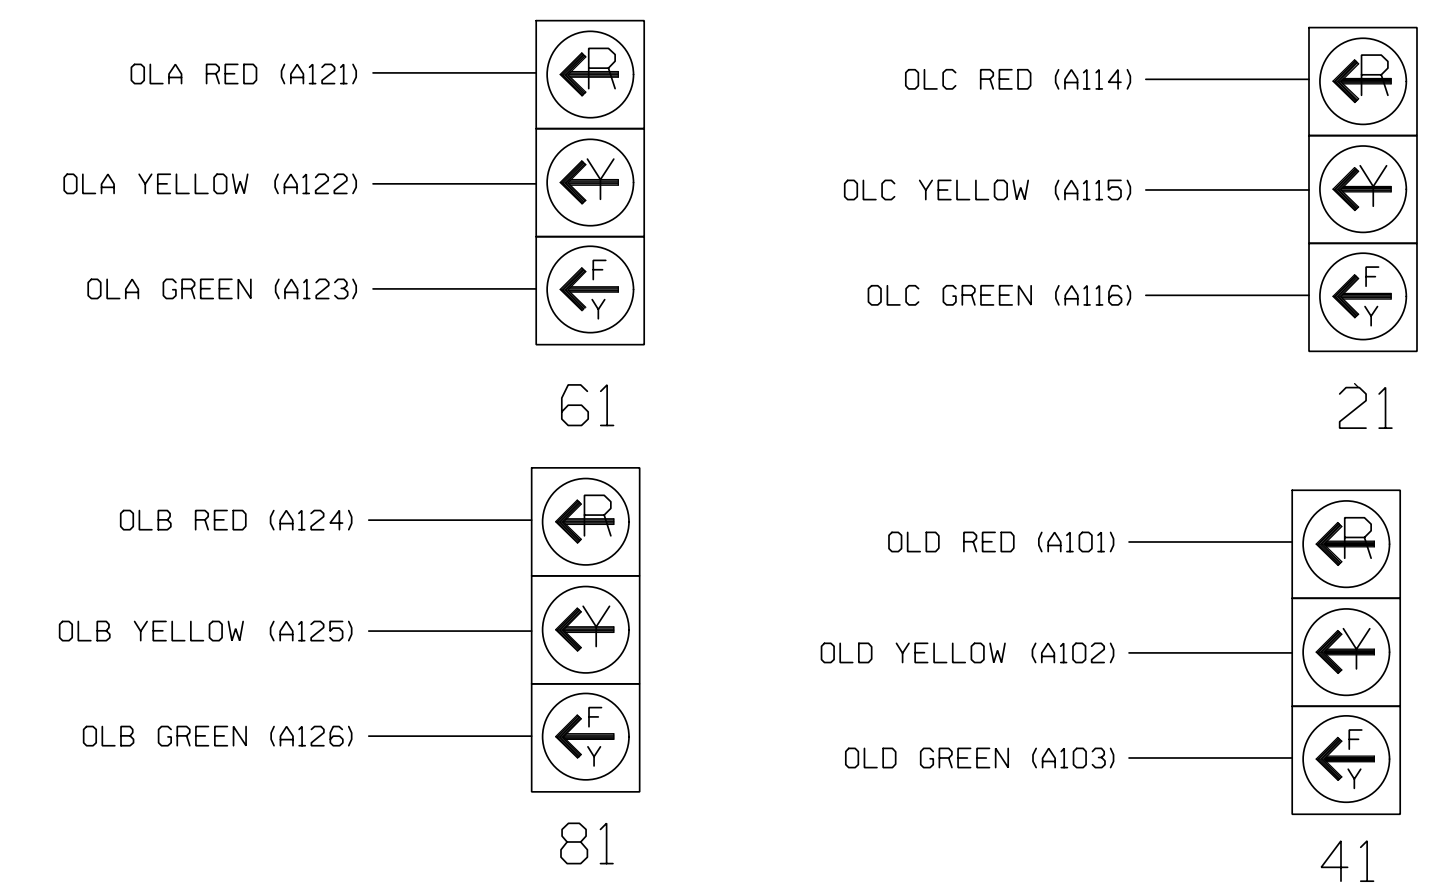 OLA RED (A121)
R
OLA YELLOW (A122)
Y
OLA GREEN (A123)
F
Y
61
OLC RED (A114)
R
OLC YELLOW (A115)
Y
OLC GREEN (A116)
F
Y
21
OLB RED (A124)
R
OLB YELLOW (A125)
Y
OLB GREEN (A126)
F
Y
81
OLD RED (A101)
R
OLD YELLOW (A102)
Y
OLD GREEN (A103)
F
Y
41